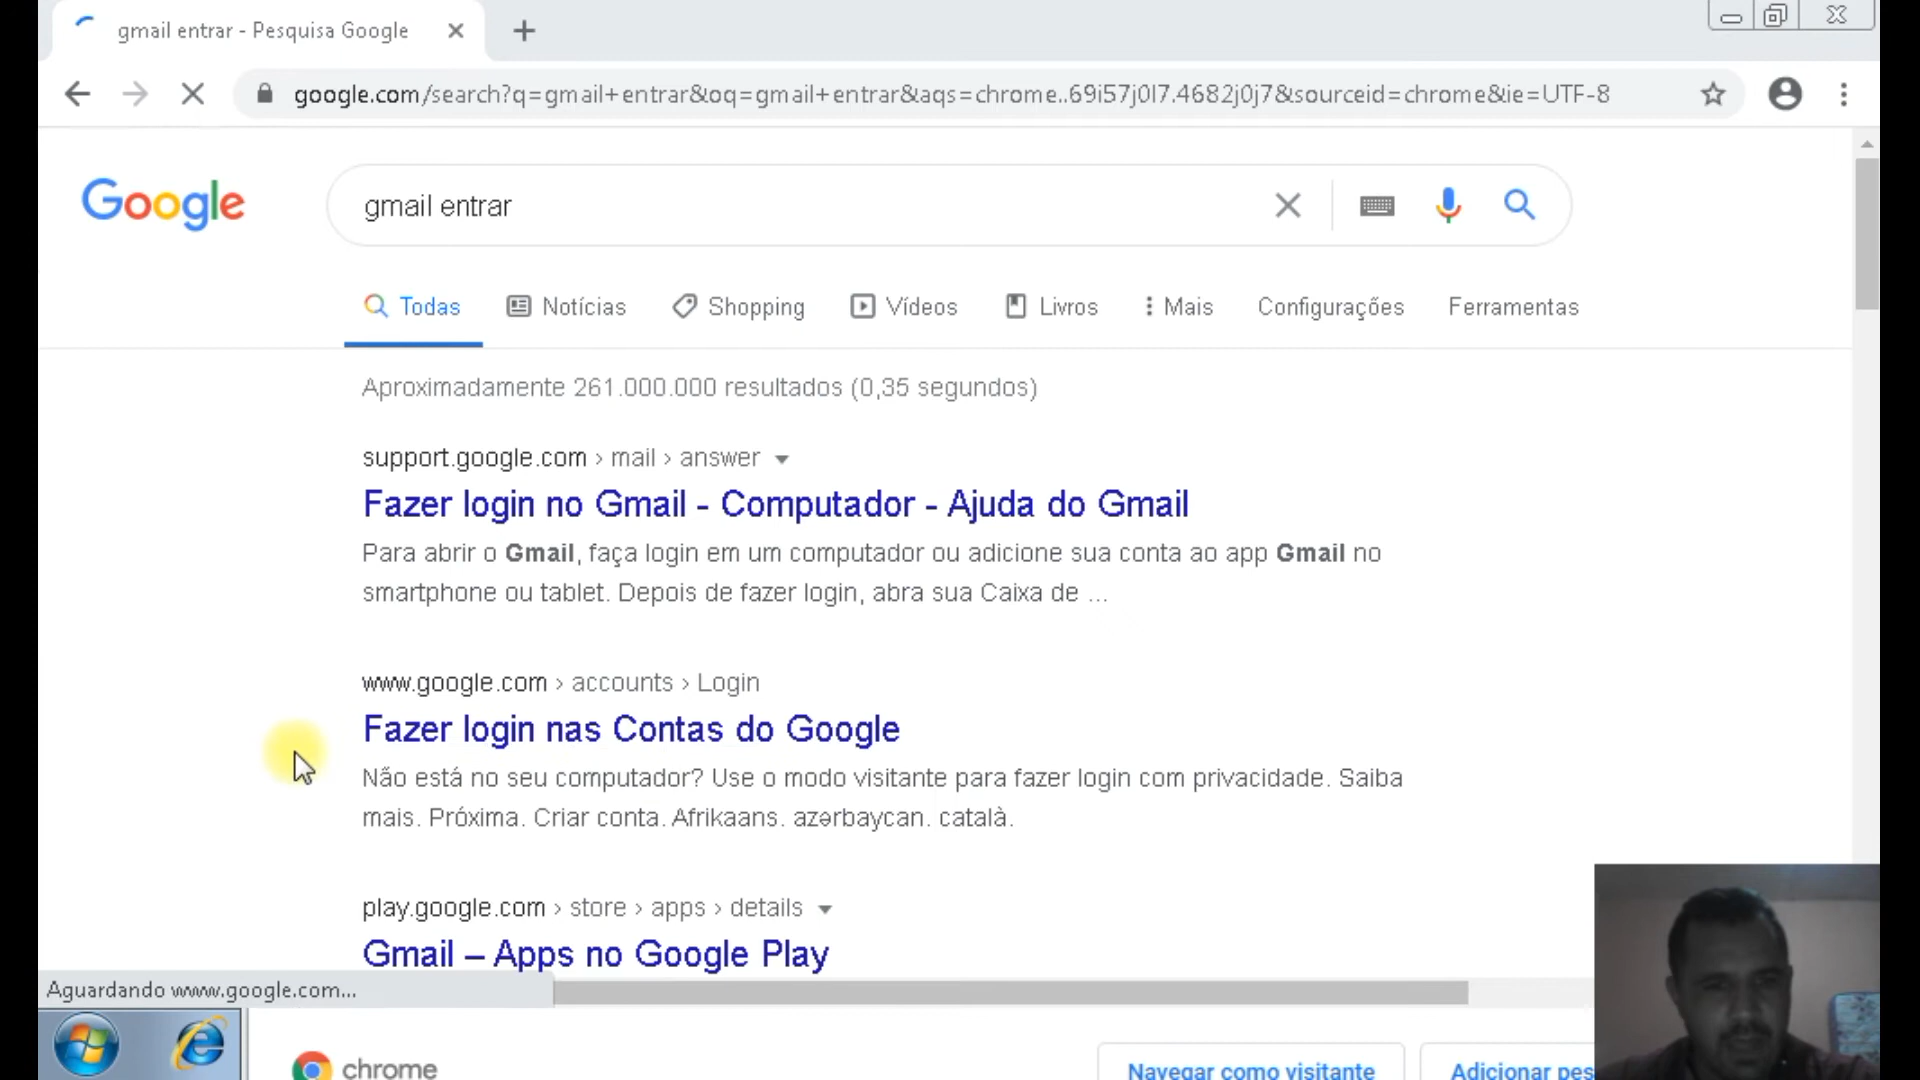 gmail entrar - Pesquisa Google
google.com/search?q=gmail+entrar&oq=gmail+entrar&aqs=chrome..69i57j0l7.4682j0j7&sourceid=chrome&ie=UTF-8
Google
gmail entrar
Todas Notícias Shopping Vídeos Livros Mais Configurações Ferramentas
Aproximadamente 261.000.000 resultados (0,35 segundos)
support.google.com › mail › answer
Fazer login no Gmail - Computador - Ajuda do Gmail
Para abrir o Gmail, faça login em um computador ou adicione sua conta ao app Gmail no
smartphone ou tablet. Depois de fazer login, abra sua Caixa de ...
www.google.com › accounts › Login
Fazer login nas Contas do Google
Não está no seu computador? Use o modo visitante para fazer login com privacidade. Saiba
mais. Próxima. Criar conta. Afrikaans. azərbaycan. català.
play.google.com › store › apps › details
Gmail – Apps no Google Play
Aguardando www.google.com...
chrome
Navegar como visitante
Adicionar pes